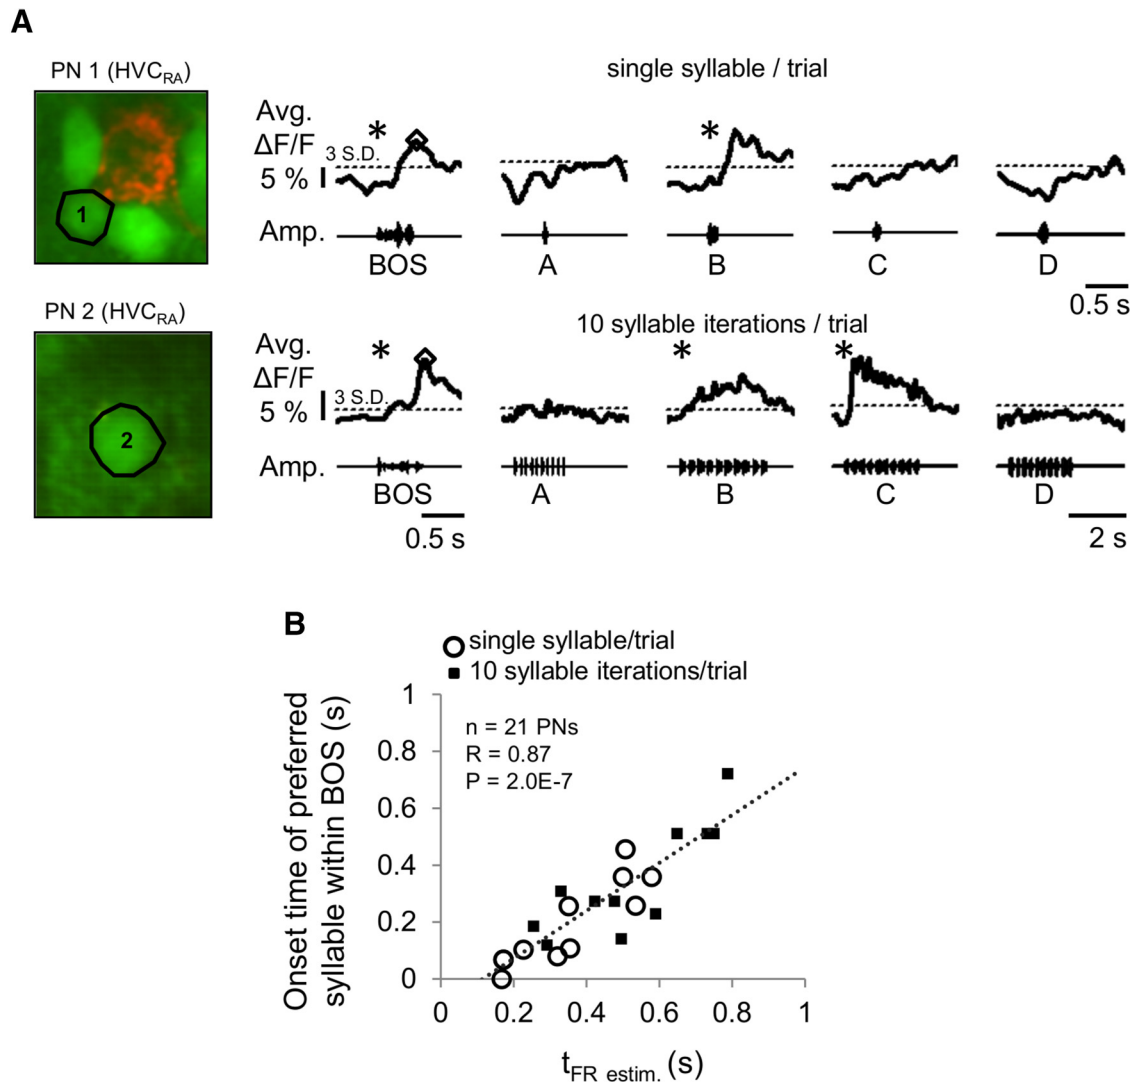 A
PN 1 (HVCRA)
single syllable / trial
Avg.
ΔF/F
3 S.D.
5 %
*
*
1
Amp.
BOS
A
B
C
D
0.5 s
PN 2 (HVCRA)
10 syllable iterations / trial
Avg.
ΔF/F
3 S.D.
5 %
*
*
*
2
Amp.
BOS
A
B
C
D
0.5 s
2 s
B
single syllable/trial
10 syllable iterations/trial
Onset time of preferred
syllable within BOS (s)
n = 21 PNs
R = 0.87
P = 2.0E-7
1
0.8
0.6
0.4
0.2
0
0 0.2 0.4 0.6 0.8 1
tFR estim. (s)